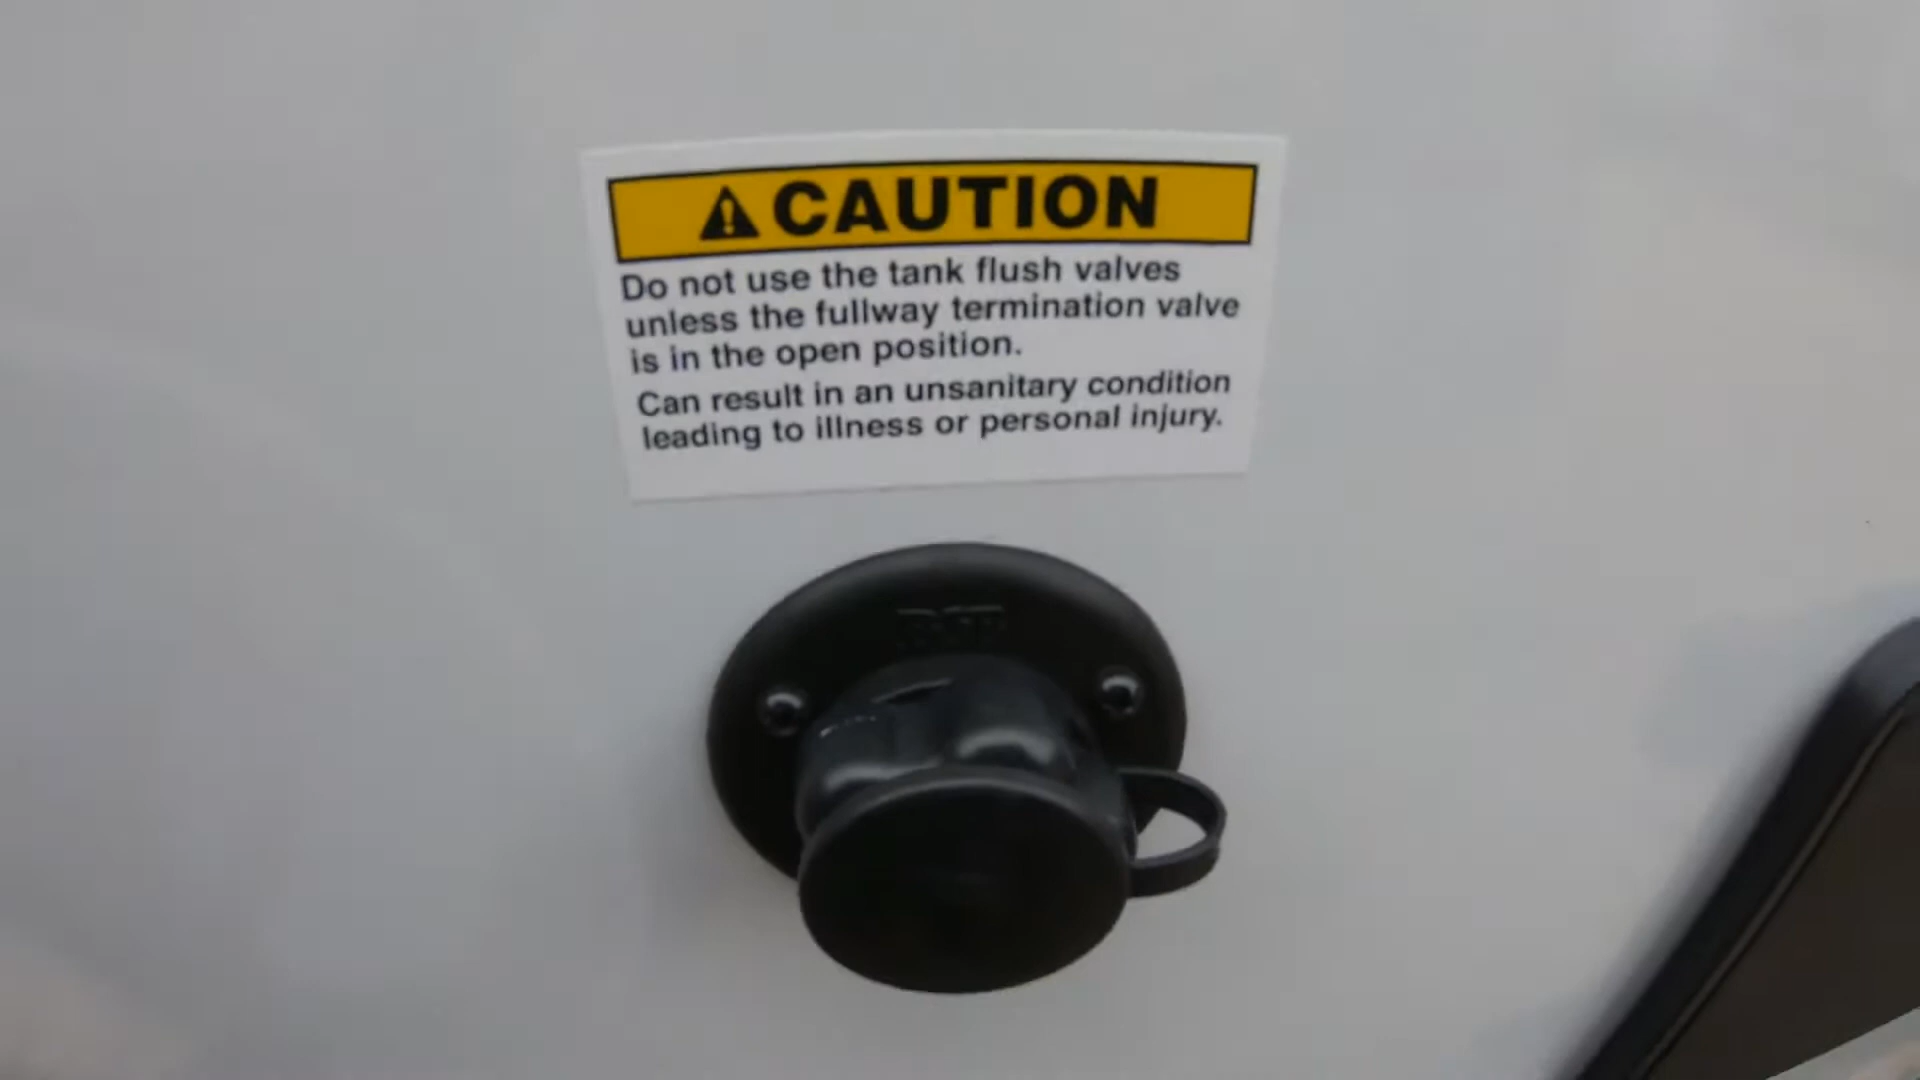 CAUTION
Do not use the tank flush valves
unless the fullway termination valve
is in the open position.
Can result in an unsanitary condition
leading to illness or personal injury.